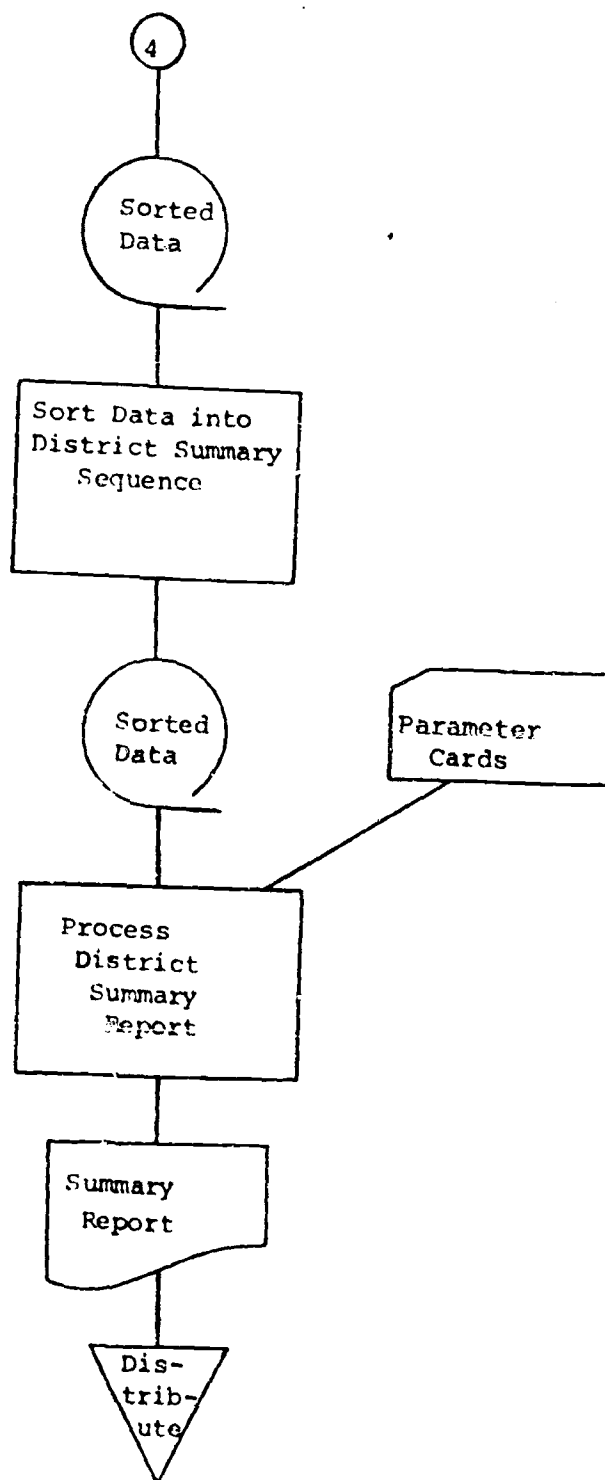 4
Sorted
Data
Sort Data into
District Summary
Sequence
Sorted
Data
Parameter
Cards
Process
District
Summary
Report
Summary
Report
Dis-
trib-
ute